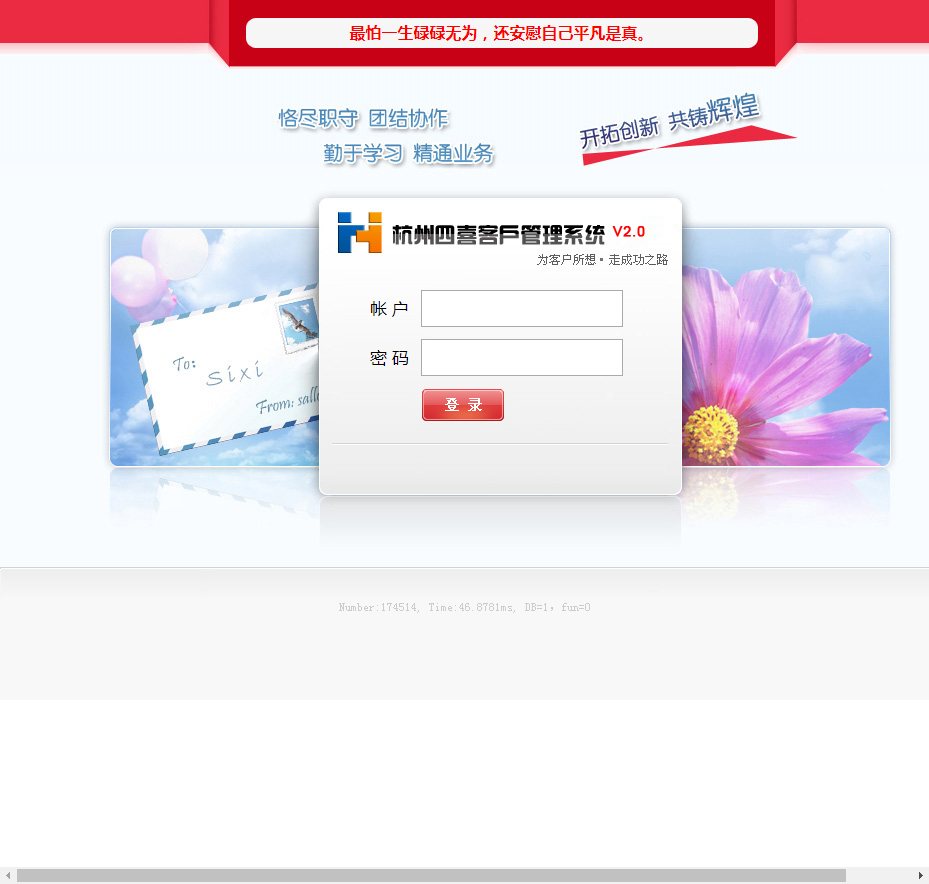 最怕一生碌碌无为，还安慰自己平凡是真。
恪尽职守 团结协作
勤于学习 精通业务
开拓创新 共铸辉煌
杭州四喜客户管理系统 V2.0
为客户所想·走成功之路
To:
sixi
From:
帐 户
密 码
登 录
Number:174514, Time:46.8781ms, DB=1, fun=0